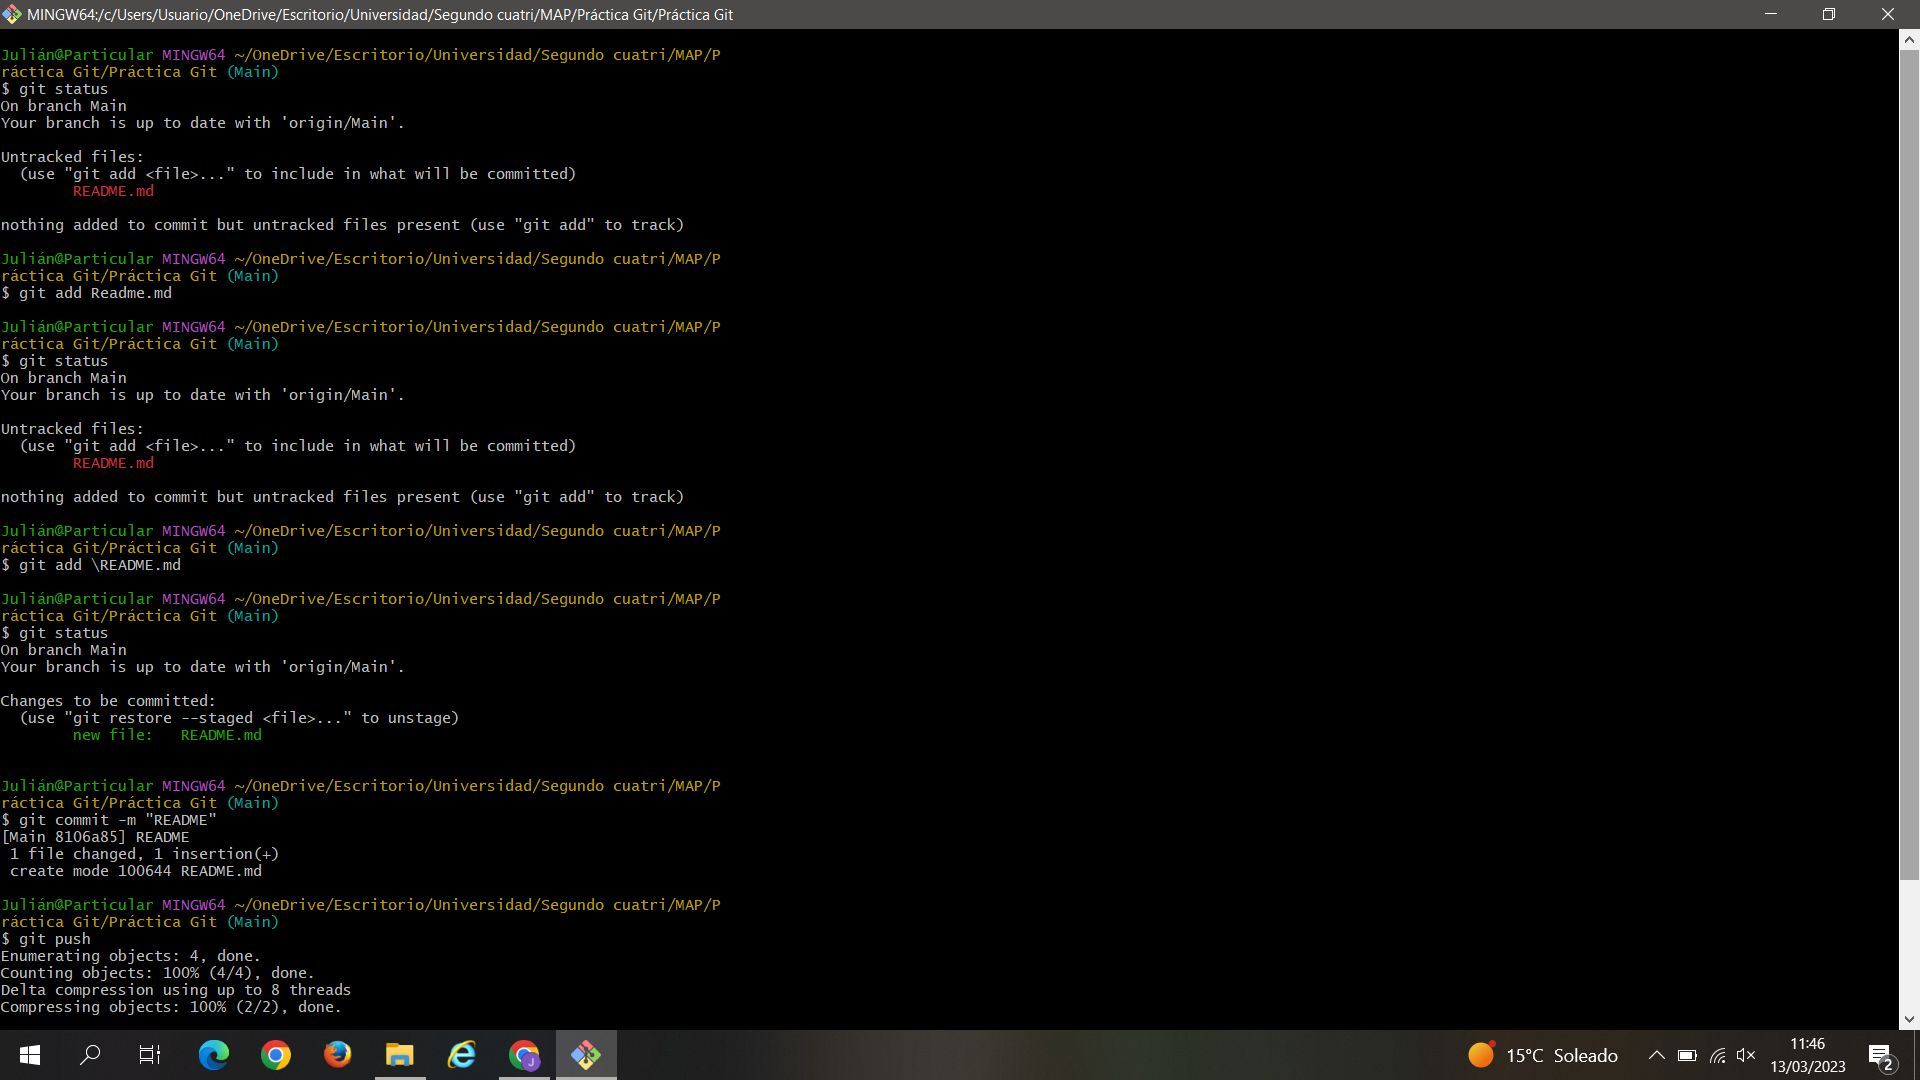 MINGW64:/c/Users/Usuario/OneDrive/Escritorio/Universidad/Segundo cuatri/MAP/Práctica Git/Práctica Git
Julián@Particular MINGW64 ~/OneDrive/Escritorio/Universidad/Segundo cuatri/MAP/P
ráctica Git/Práctica Git (Main)
$ git status
On branch Main
Your branch is up to date with 'origin/Main'.
Untracked files:
  (use "git add <file>..." to include in what will be committed)
        README.md
nothing added to commit but untracked files present (use "git add" to track)
Julián@Particular MINGW64 ~/OneDrive/Escritorio/Universidad/Segundo cuatri/MAP/P
ráctica Git/Práctica Git (Main)
$ git add Readme.md
Julián@Particular MINGW64 ~/OneDrive/Escritorio/Universidad/Segundo cuatri/MAP/P
ráctica Git/Práctica Git (Main)
$ git status
On branch Main
Your branch is up to date with 'origin/Main'.
Untracked files:
  (use "git add <file>..." to include in what will be committed)
        README.md
nothing added to commit but untracked files present (use "git add" to track)
Julián@Particular MINGW64 ~/OneDrive/Escritorio/Universidad/Segundo cuatri/MAP/P
ráctica Git/Práctica Git (Main)
$ git add \README.md
Julián@Particular MINGW64 ~/OneDrive/Escritorio/Universidad/Segundo cuatri/MAP/P
ráctica Git/Práctica Git (Main)
$ git status
On branch Main
Your branch is up to date with 'origin/Main'.
Changes to be committed:
  (use "git restore --staged <file>..." to unstage)
        new file:   README.md
Julián@Particular MINGW64 ~/OneDrive/Escritorio/Universidad/Segundo cuatri/MAP/P
ráctica Git/Práctica Git (Main)
$ git commit -m "README"
[Main 8106a85] README
 1 file changed, 1 insertion(+)
 create mode 100644 README.md
Julián@Particular MINGW64 ~/OneDrive/Escritorio/Universidad/Segundo cuatri/MAP/P
ráctica Git/Práctica Git (Main)
$ git push
Enumerating objects: 4, done.
Counting objects: 100% (4/4), done.
Delta compression using up to 8 threads
Compressing objects: 100% (2/2), done.
15°C Soleado
11:46
13/03/2023
2